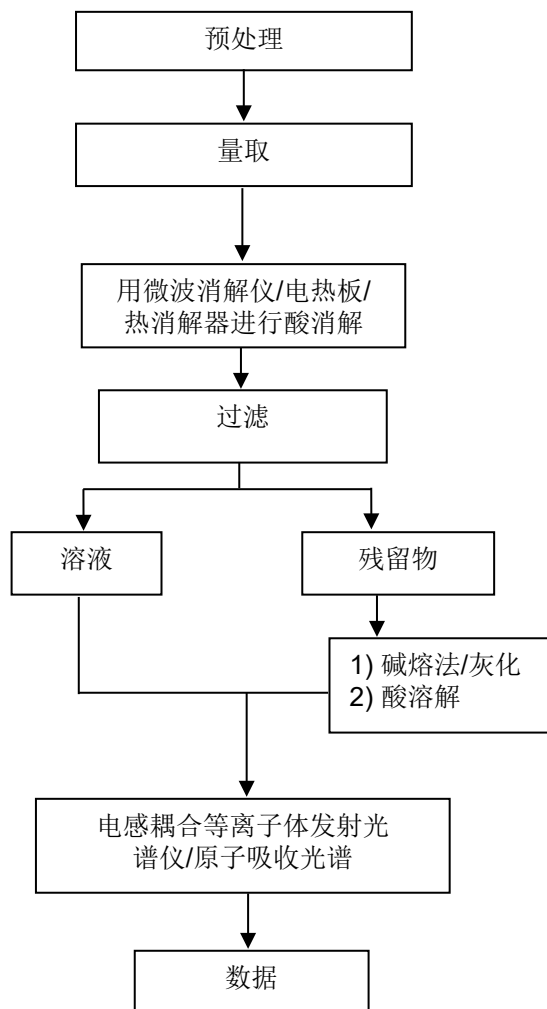 预处理
量取
用微波消解仪/电热板/
热消解器进行酸消解
过滤
溶液
残留物
1) 碱熔法/灰化
2) 酸溶解
电感耦合等离子体发射光
谱仪/原子吸收光谱
数据